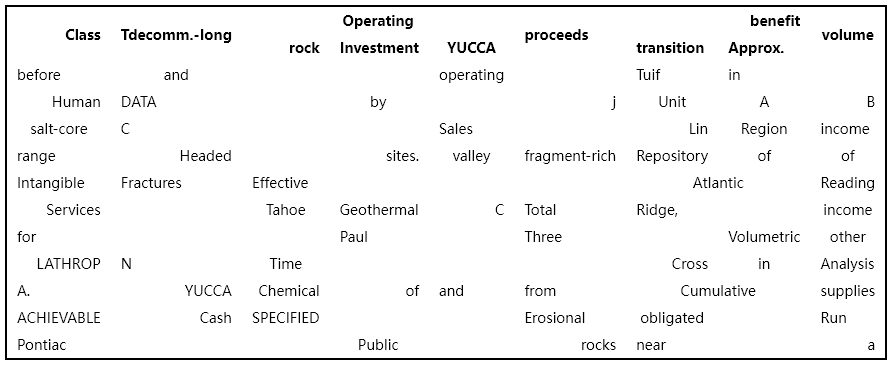 Class Tdecomm.-long rock Operating Investment YUCCA proceeds transition benefit Approx. volume
before and operating Tuif in
Human DATA by j Unit A B
salt-core C Sales Lin Region income
range Headed sites. valley fragment-rich Repository of of
Intangible Fractures Effective Atlantic Reading
Services Tahoe Geothermal C Total Ridge, income
for Paul Three Volumetric other
LATHROP N Time Cross in Analysis
A. YUCCA Chemical of and from Cumulative supplies
ACHIEVABLE Cash SPECIFIED Erosional obligated Run
Pontiac Public rocks near a